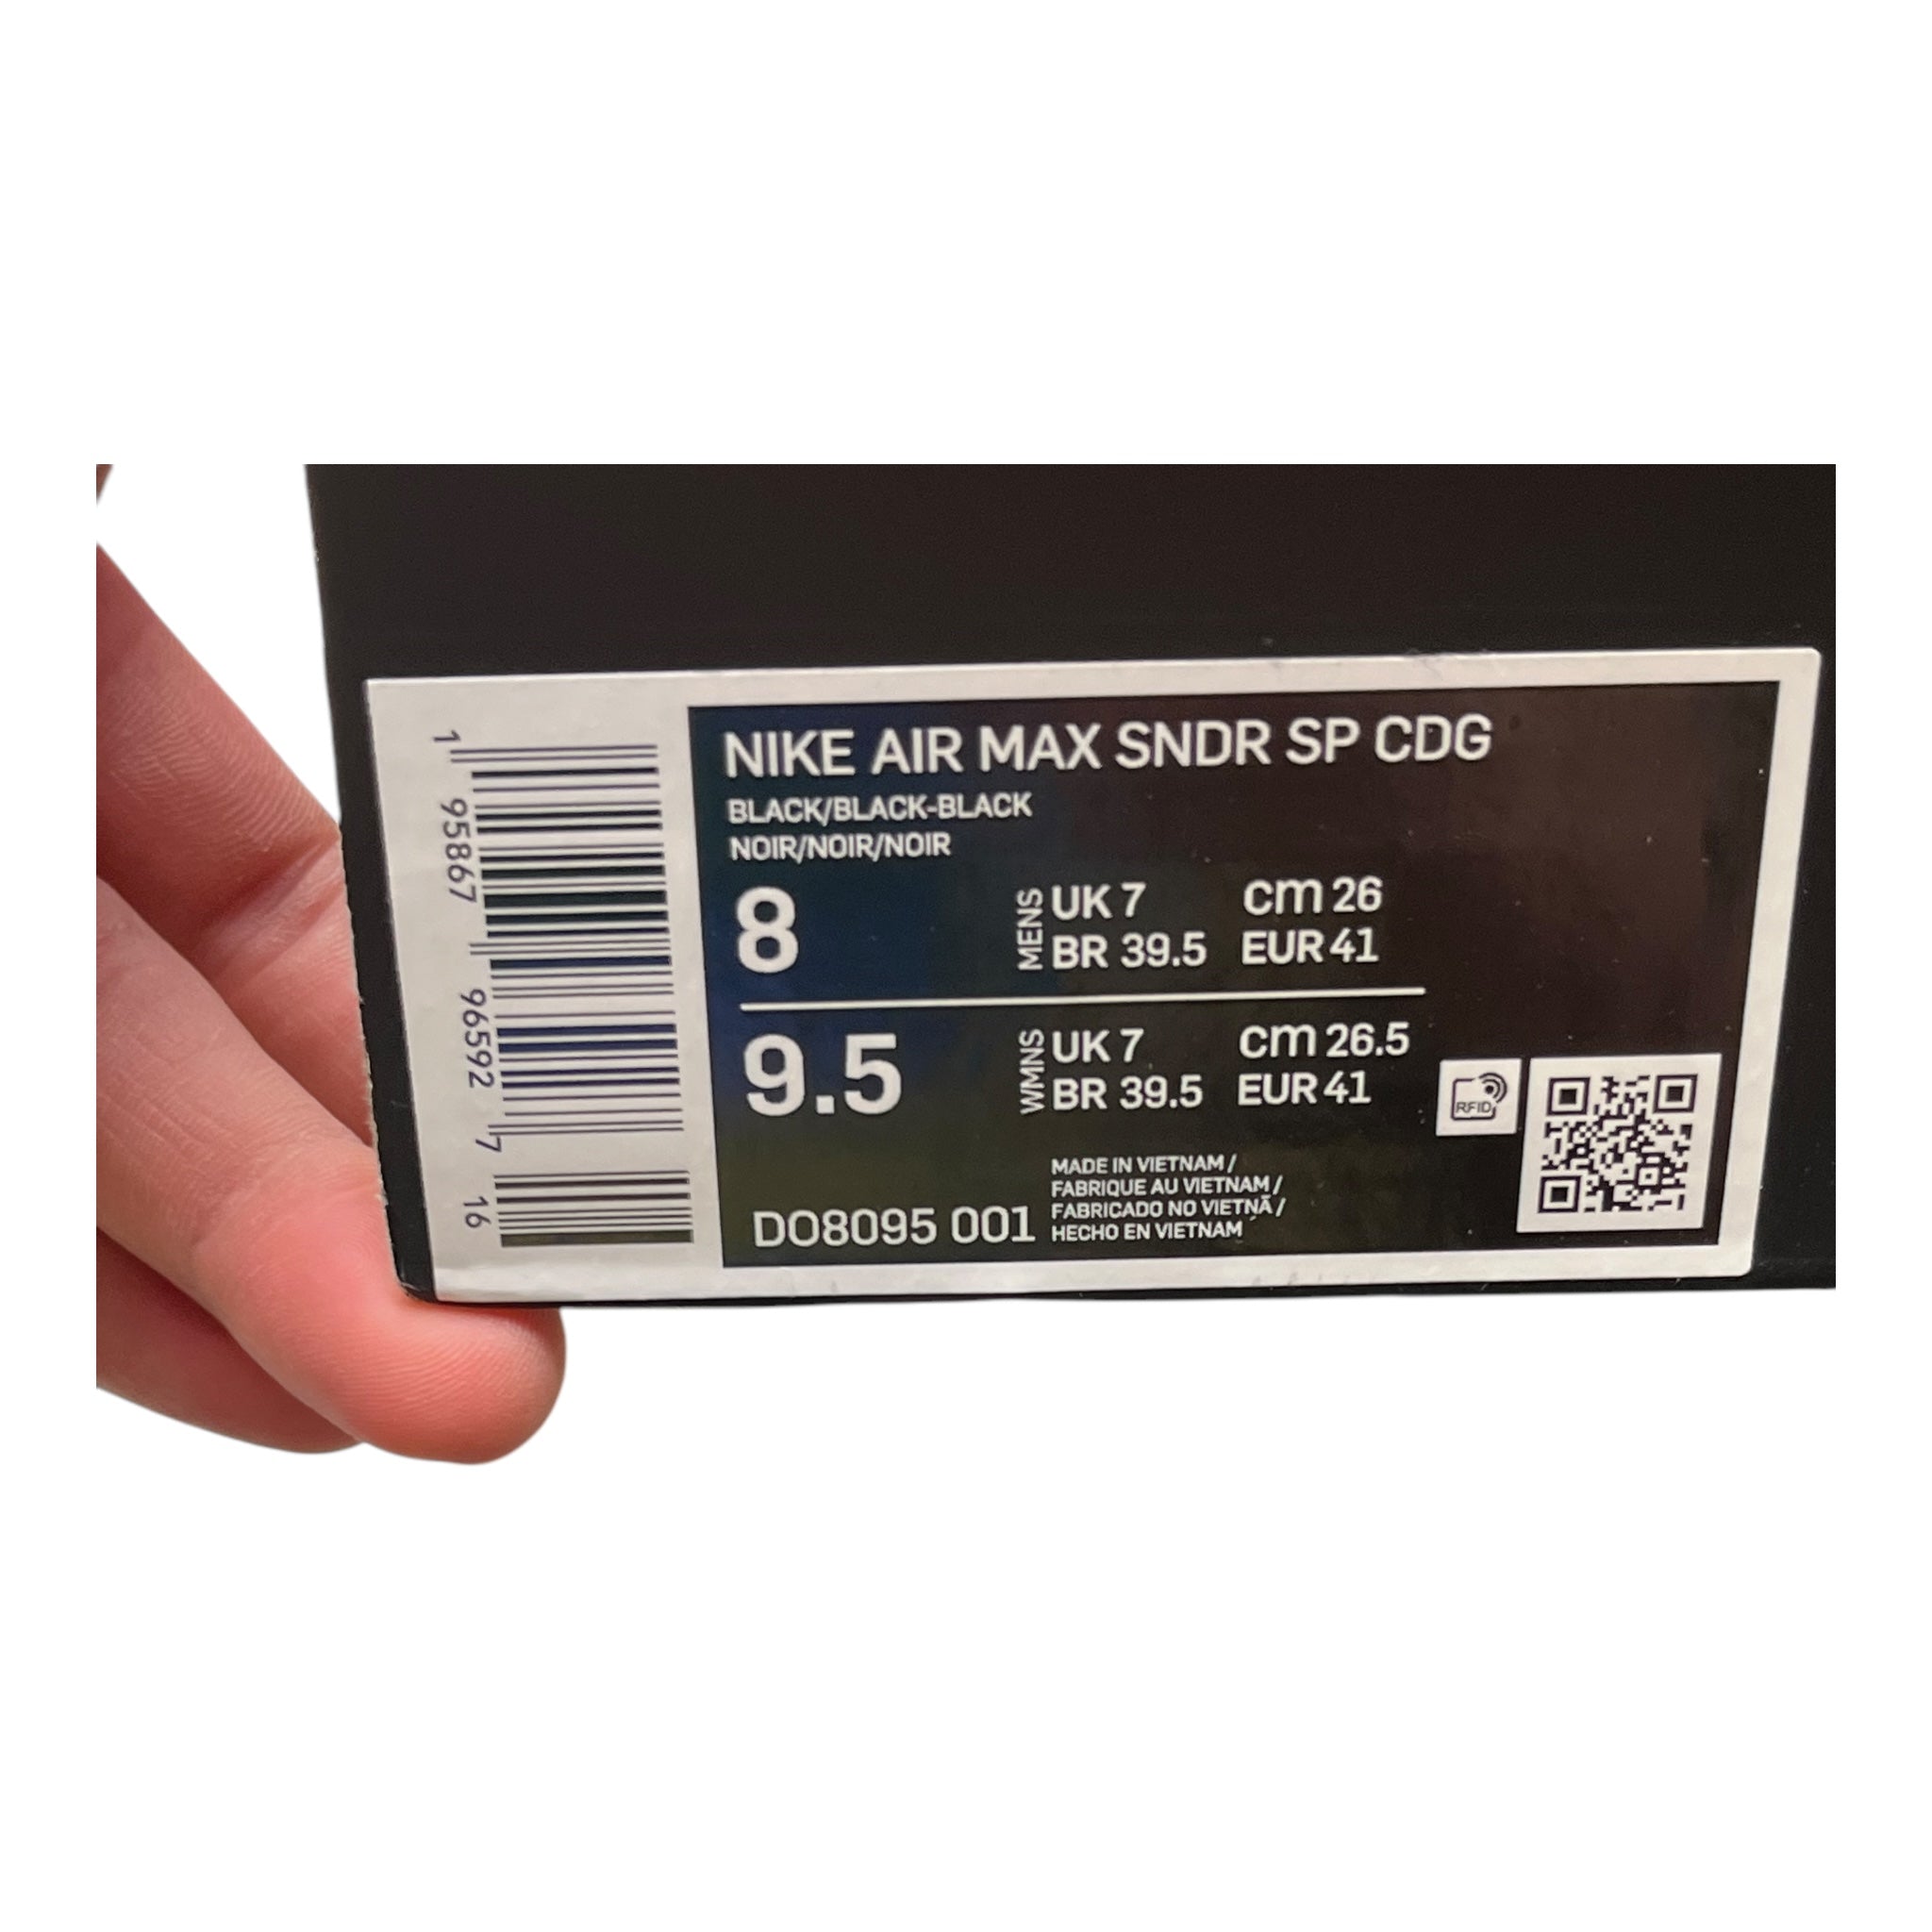 1 95867 96592 7 16
NIKE AIR MAX SNDR SP CDG
BLACK/BLACK-BLACK
NOIR/NOIR/NOIR
8 MENS UK 7 cm 26
BR 39.5 EUR 41
9.5 WMNS UK 7 cm 26.5
BR 39.5 EUR 41
RFID
MADE IN VIETNAM /
FABRIQUE AU VIETNAM /
FABRICADO NO VIETNÃ /
HECHO EN VIETNAM
DO8095 001